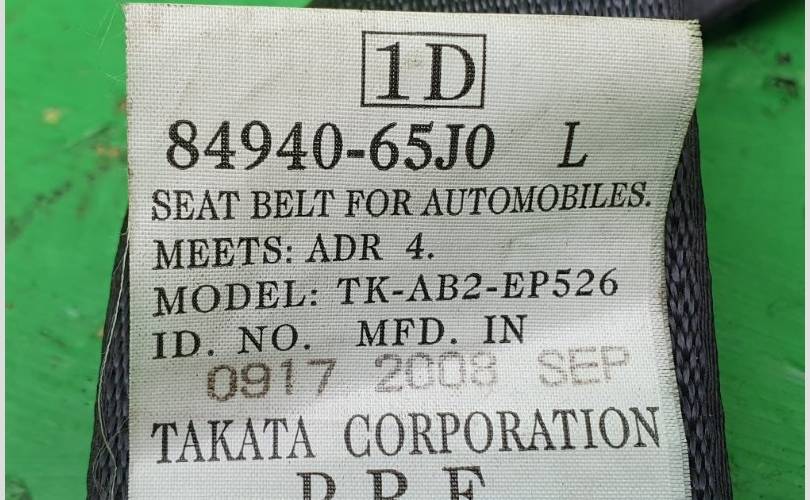 1D
84940-65J0 L
SEAT BELT FOR AUTOMOBILES.
MEETS: ADR 4.
MODEL: TK-AB2-EP526
ID. NO. MFD. IN
0917 2008 SEP
TAKATA CORPORATION